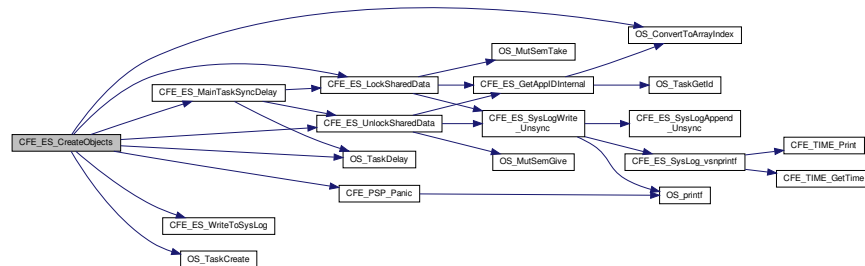 OS_ConvertToArrayIndex
OS_MutSemTake
CFE_ES_LockSharedData
CFE_ES_GetAppIDInternal
OS_TaskGetId
CFE_ES_MainTaskSyncDelay
CFE_ES_UnlockSharedData
CFE_ES_SysLogWrite
_Unsync
CFE_ES_SysLogAppend
_Unsync
CFE_ES_CreateObjects
CFE_TIME_Print
OS_TaskDelay
OS_MutSemGive
CFE_ES_SysLog_vsnprintf
CFE_TIME_GetTime
CFE_PSP_Panic
OS_printf
CFE_ES_WriteToSysLog
OS_TaskCreate